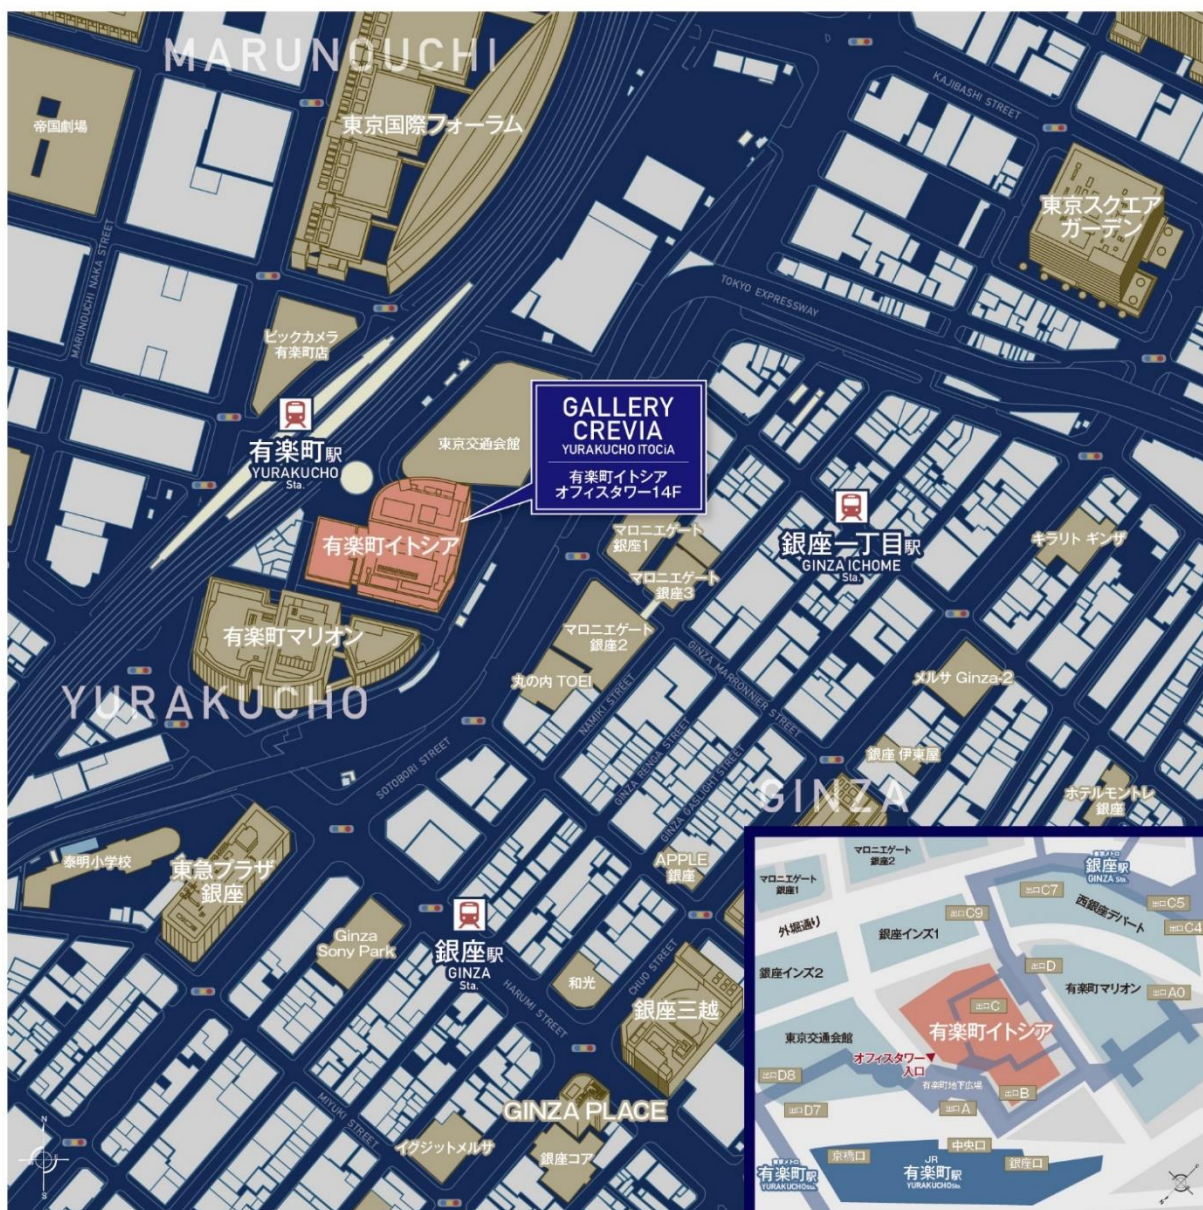 MARUNOUCHI
帝国劇場
東京国際フォーラム
KAJIBASHI STREET
東京スクエア
ガーデン
MARUNOUCHI NAKA STREET
TOKYO EXPRESSWAY
ビックカメラ
有楽町店
有楽町駅
YURAKUCHO
Sta.
東京交通会館
GALLERY
CREVIA
YURAKUCHO ITOCiA
有楽町イトシア
オフィスタワー14F
有楽町イトシア
マロニエゲート
銀座1
銀座一丁目駅
GINZA ICHOME
Sta.
キラリト ギンザ
マロニエゲート
銀座3
有楽町マリオン
マロニエゲート
銀座2
丸の内 TOEI
メルサ Ginza-2
YURAKUCHO
NAMIKI STREET
GINZA MARRONNIER STREET
SOTOBORI STREET
GINZA RENGA STREET
GINZA GASLIGHT STREET
銀座 伊東屋
GINZA
ホテルモントレ
銀座
泰明小学校
東急プラザ
銀座
APPLE
銀座
Ginza
Sony Park
銀座駅
GINZA
Sta.
和光
CHUO STREET
銀座三越
HARUMI STREET
GINZA PLACE
MIYUKI STREET
イグジットメルサ
銀座コア
N
S
マロニエゲート
銀座1
マロニエゲート
銀座2
東京メトロ
銀座駅
GINZA Sta.
出口C7
出口C5
出口C4
出口C9
西銀座デパート
外堀通り
銀座インズ1
銀座インズ2
出口D
有楽町マリオン
出口A0
出口C
有楽町イトシア
東京交通会館
オフィスタワー
入口
出口D8
有楽町地下広場
出口B
出口D7
出口A
中央口
京橋口
銀座口
東京メトロ
有楽町駅
YURAKUCHO Sta.
JR
有楽町駅
YURAKUCHO Sta.